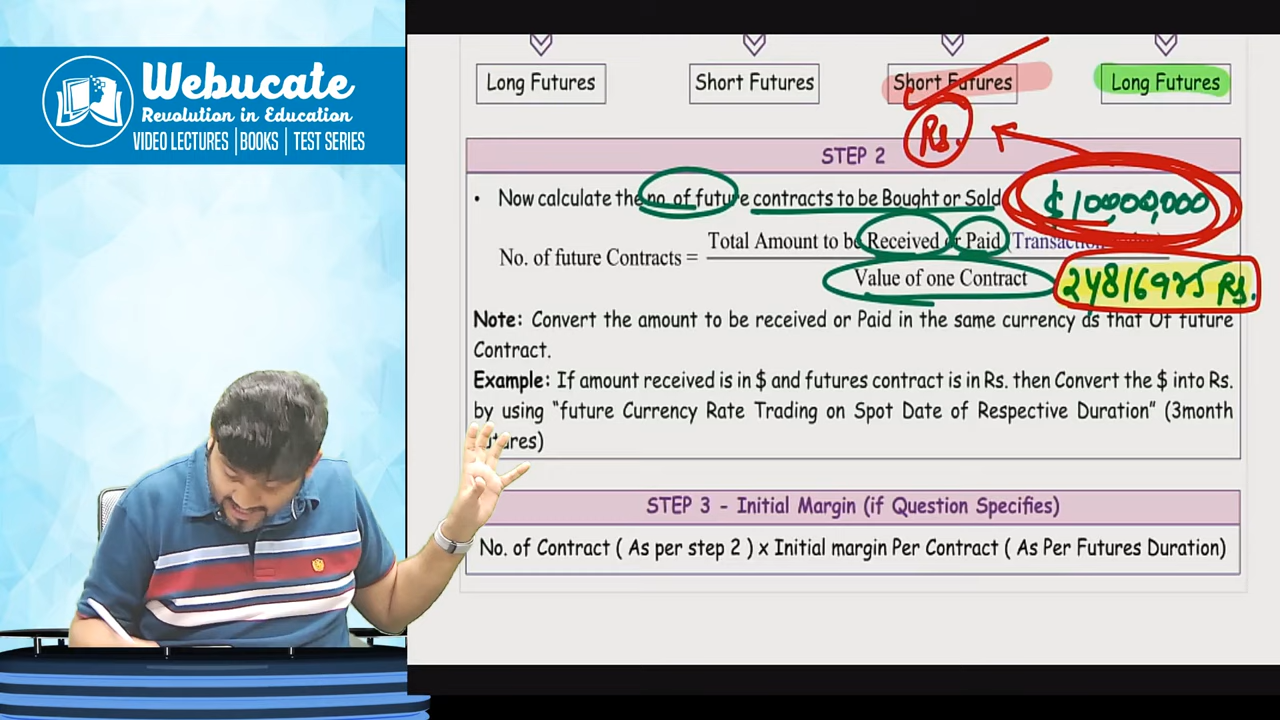 Webucate
Revolution in Education
VIDEO LECTURES | BOOKS | TEST SERIES
Long Futures
Short Futures
Short Futures
Long Futures
Rs.
STEP 2
• Now calculate the no. of future contracts to be Bought or Sold
$ 10,000,000
No. of future Contracts =
Total Amount to be Received or Paid
Value of one Contract
24816925 Rs.
Note: Convert the amount to be received or Paid in the same currency as that Of future
Contract.
Example: If amount received is in $ and futures contract is in Rs. then Convert the $ into Rs.
by using “future Currency Rate Trading on Spot Date of Respective Duration” (3month
STEP 3 - Initial Margin (if Question Specifies)
No. of Contract ( As per step 2 ) x Initial margin Per Contract ( As Per Futures Duration)